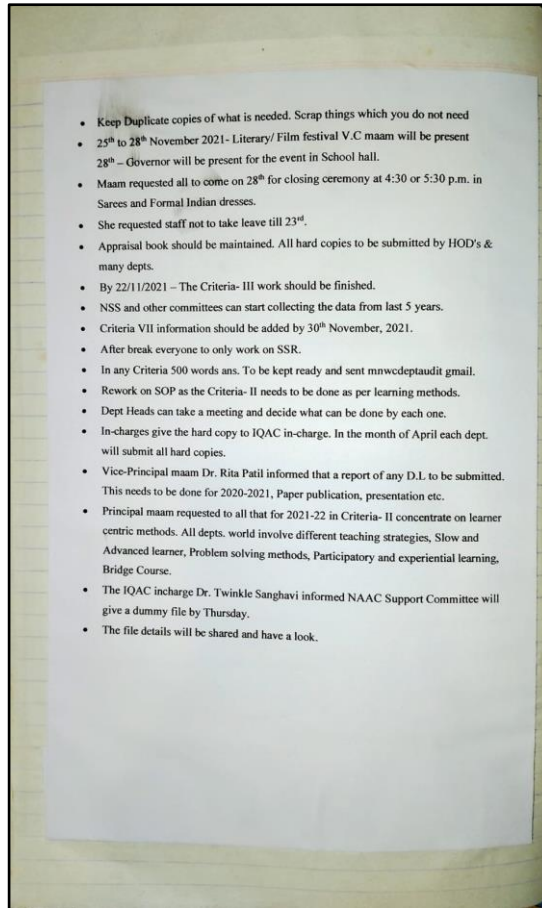 • Keep Duplicate copies of what is needed. Scrap things which you do not need
• 25th to 28th November 2021- Literary/ Film festival V.C maam will be present
28th – Governor will be present for the event in School hall.
• Maam requested all to come on 28th for closing ceremony at 4:30 or 5:30 p.m. in
Sarees and Formal Indian dresses.
• She requested staff not to take leave till 23rd.
• Appraisal book should be maintained. All hard copies to be submitted by HOD's &
many depts.
• By 22/11/2021 – The Criteria- III work should be finished.
• NSS and other committees can start collecting the data from last 5 years.
• Criteria VII information should be added by 30th November, 2021.
• After break everyone to only work on SSR.
• In any Criteria 500 words ans. To be kept ready and sent mnwcdeptaudit gmail.
• Rework on SOP as the Criteria- II needs to be done as per learning methods.
• Dept Heads can take a meeting and decide what can be done by each one.
• In-charges give the hard copy to IQAC in-charge. In the month of April each dept.
will submit all hard copies.
• Vice-Principal maam Dr. Rita Patil informed that a report of any D.L to be submitted.
This needs to be done for 2020-2021, Paper publication, presentation etc.
• Principal maam requested to all that for 2021-22 in Criteria- II concentrate on learner
centric methods. All depts. world involve different teaching strategies, Slow and
Advanced learner, Problem solving methods, Participatory and experiential learning,
Bridge Course.
• The IQAC incharge Dr. Twinkle Sanghavi informed NAAC Support Committee will
give a dummy file by Thursday.
• The file details will be shared and have a look.